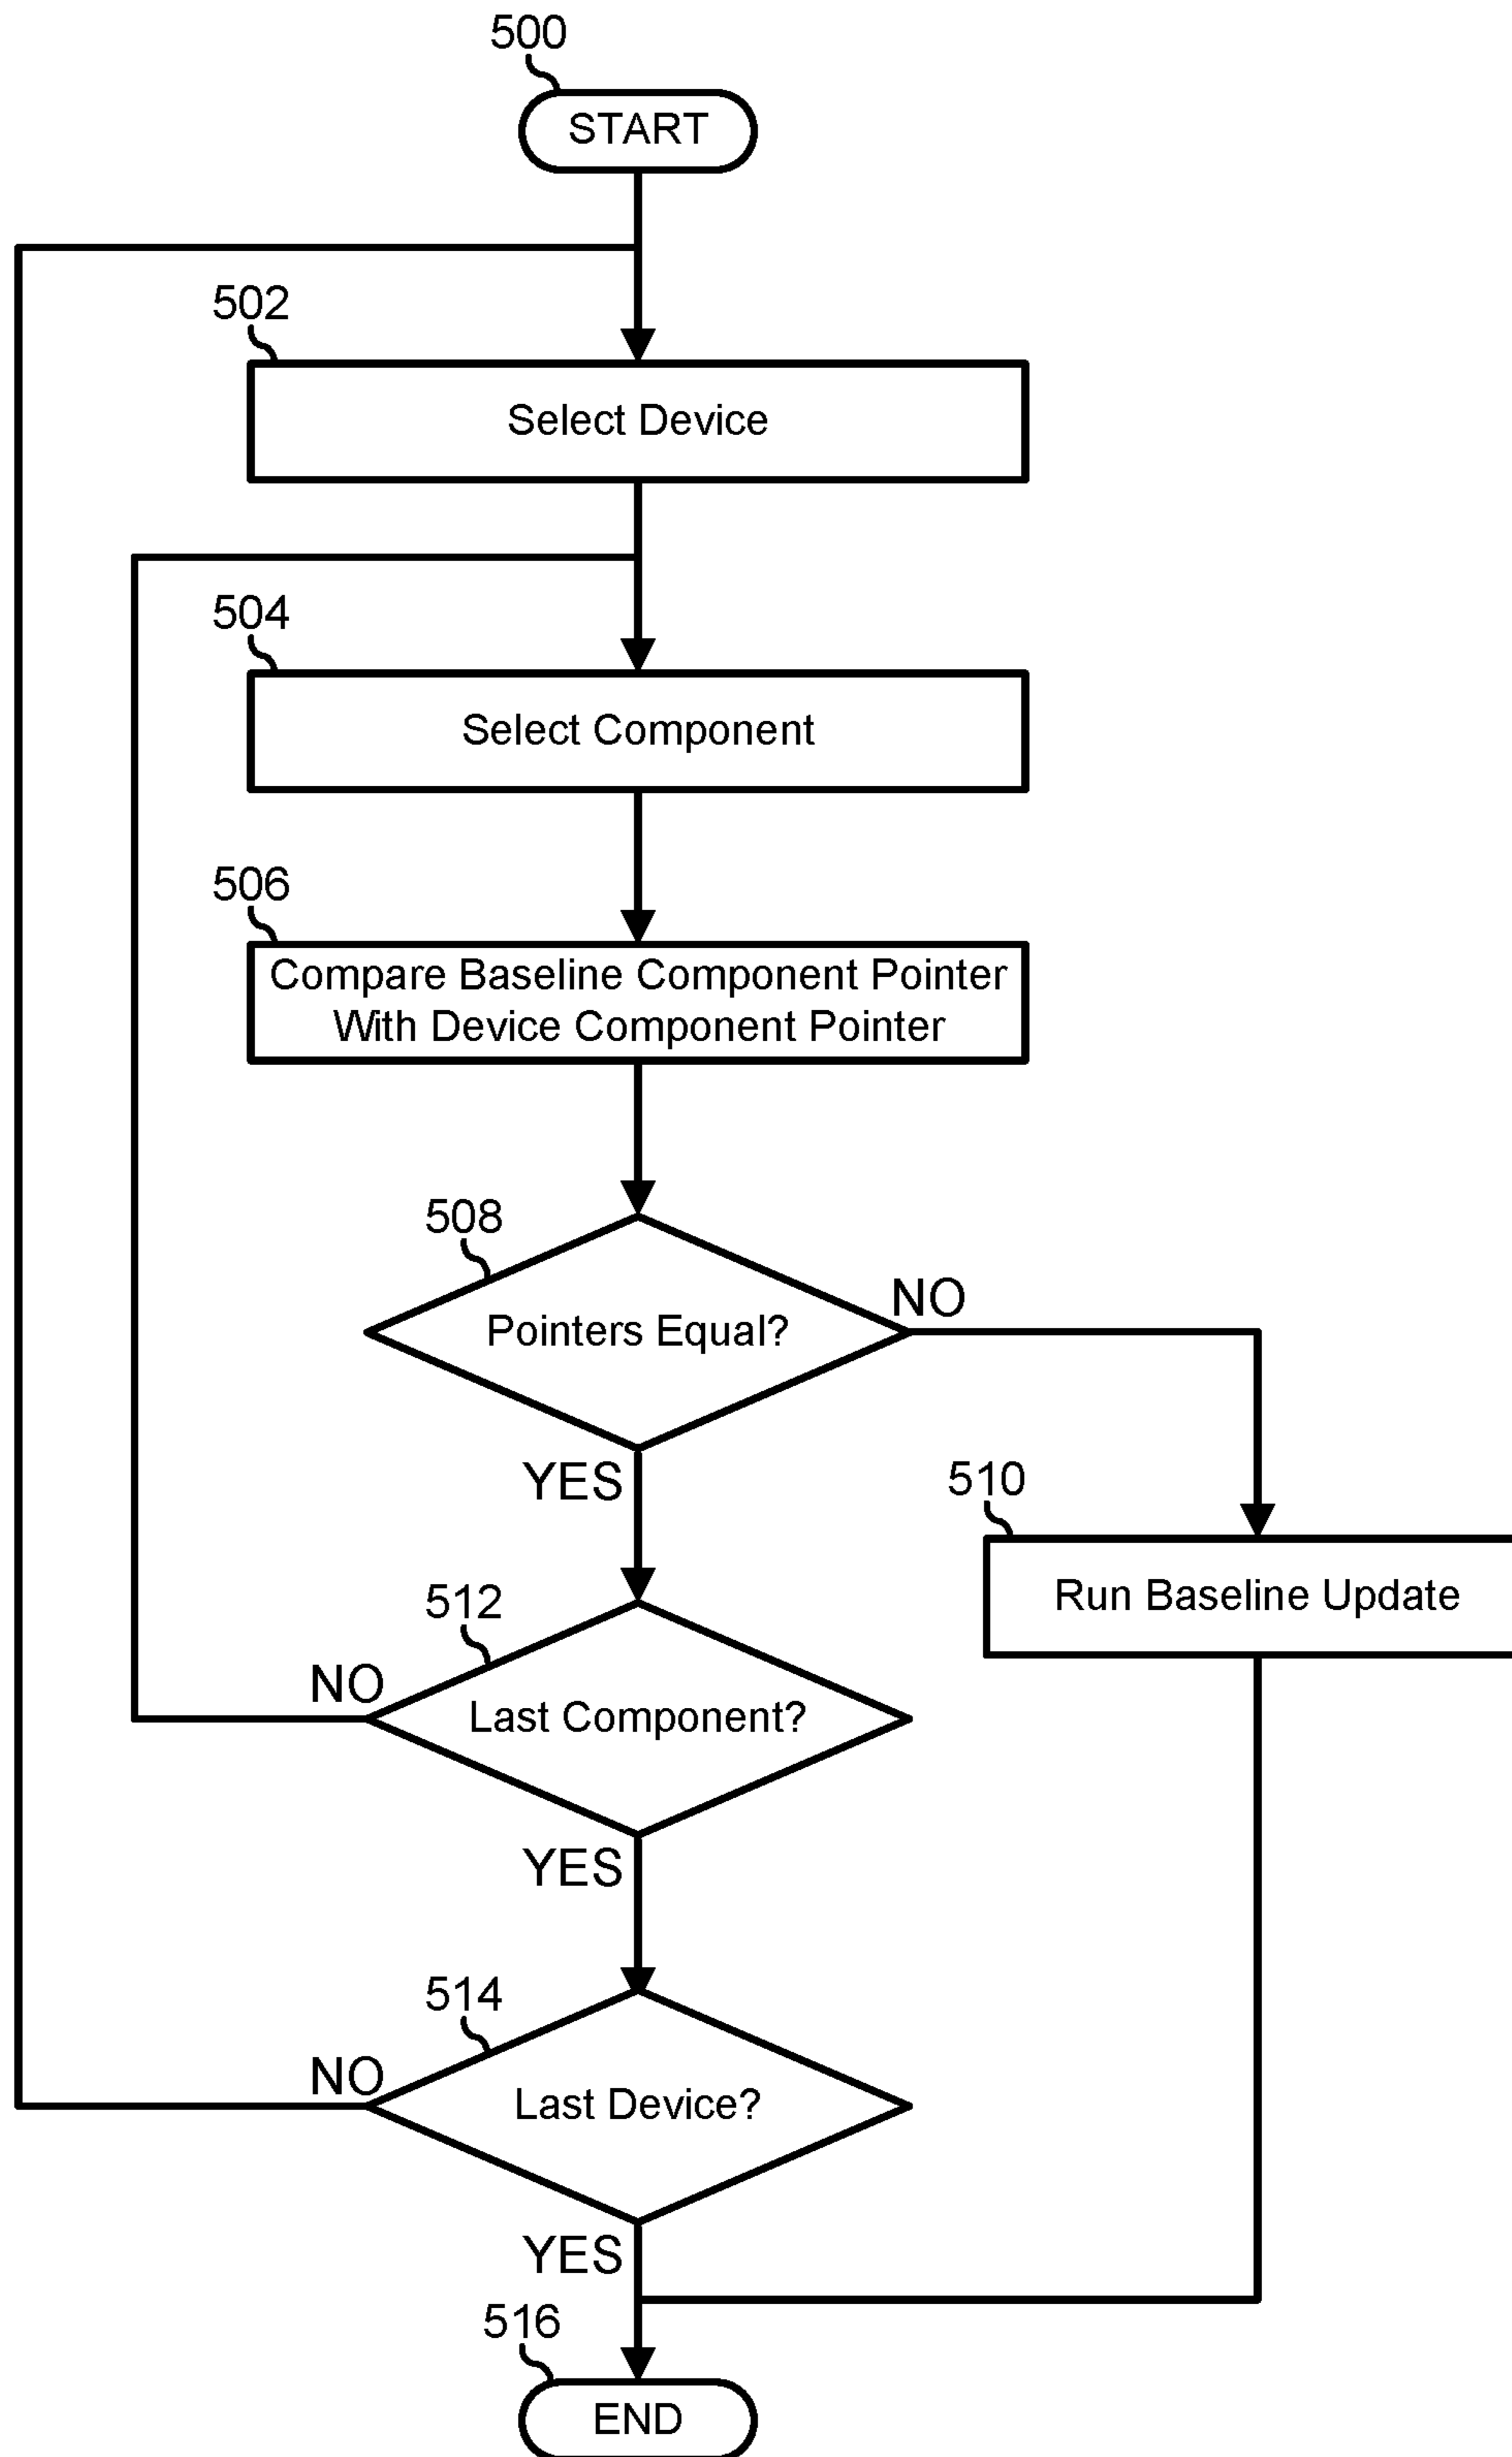 500
START
502
Select Device
504
Select Component
506
Compare Baseline Component Pointer
With Device Component Pointer
508
Pointers Equal?
NO
YES
510
Run Baseline Update
512
Last Component?
NO
YES
514
Last Device?
NO
YES
516
END